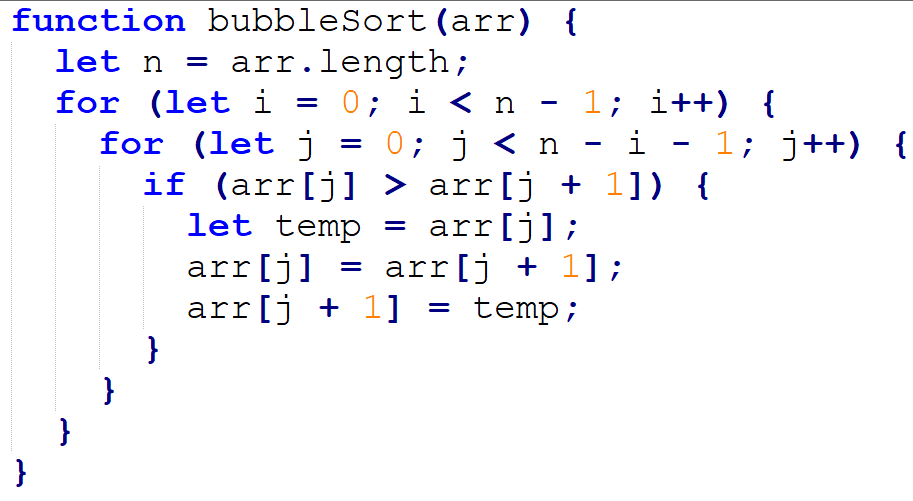 function bubbleSort(arr) {
  let n = arr.length;
  for (let i = 0; i < n - 1; i++) {
    for (let j = 0; j < n - i - 1; j++) {
      if (arr[j] > arr[j + 1]) {
        let temp = arr[j];
        arr[j] = arr[j + 1];
        arr[j + 1] = temp;
      }
    }
  }
}